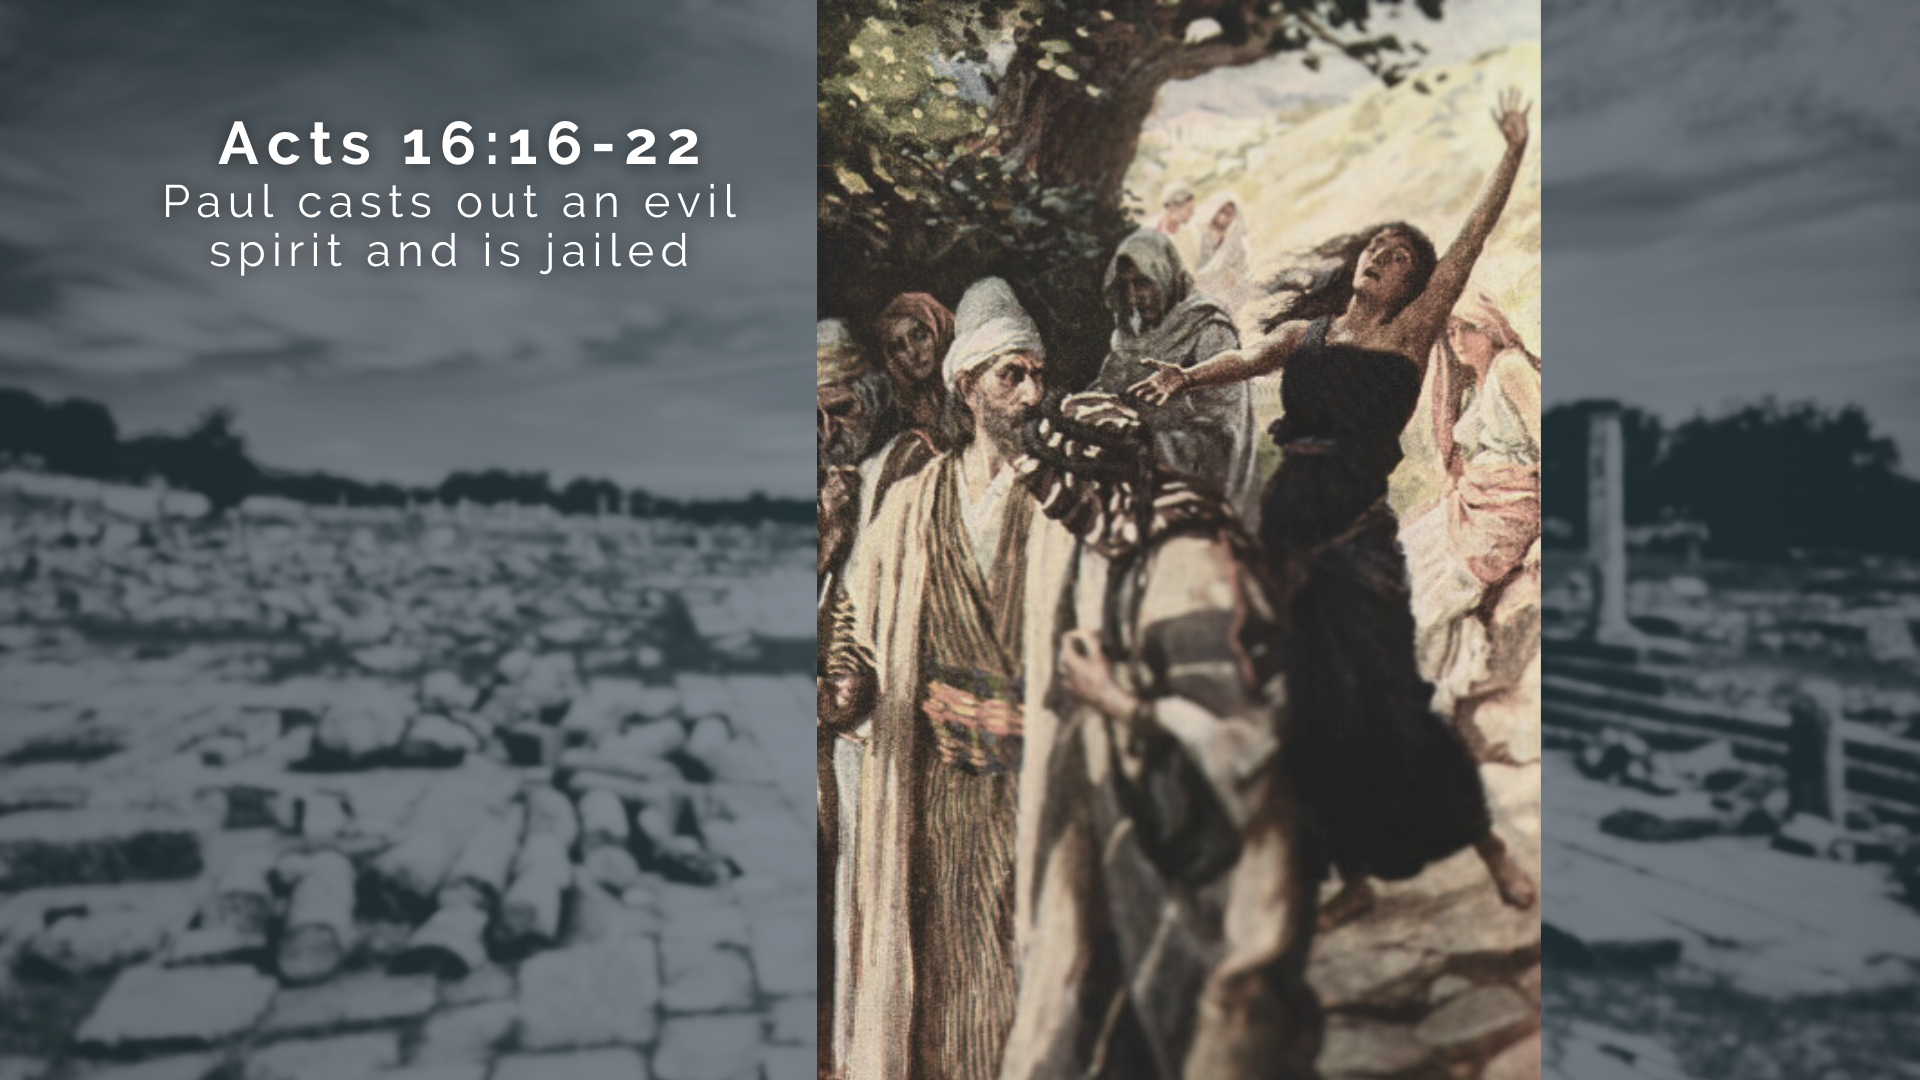 Acts 16:16-22
Paul casts out an evil
spirit and is jailed